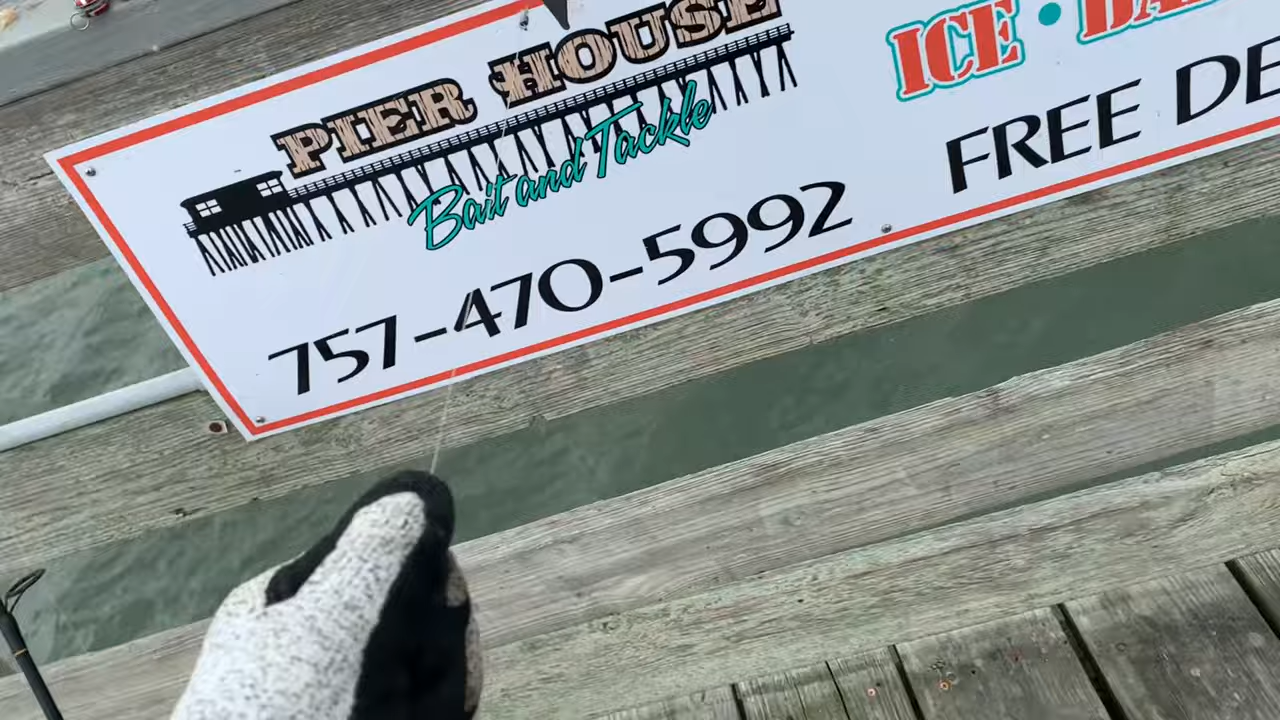 PIER HOUSE
Bait and Tackle
757-470-5992
ICE •
FREE